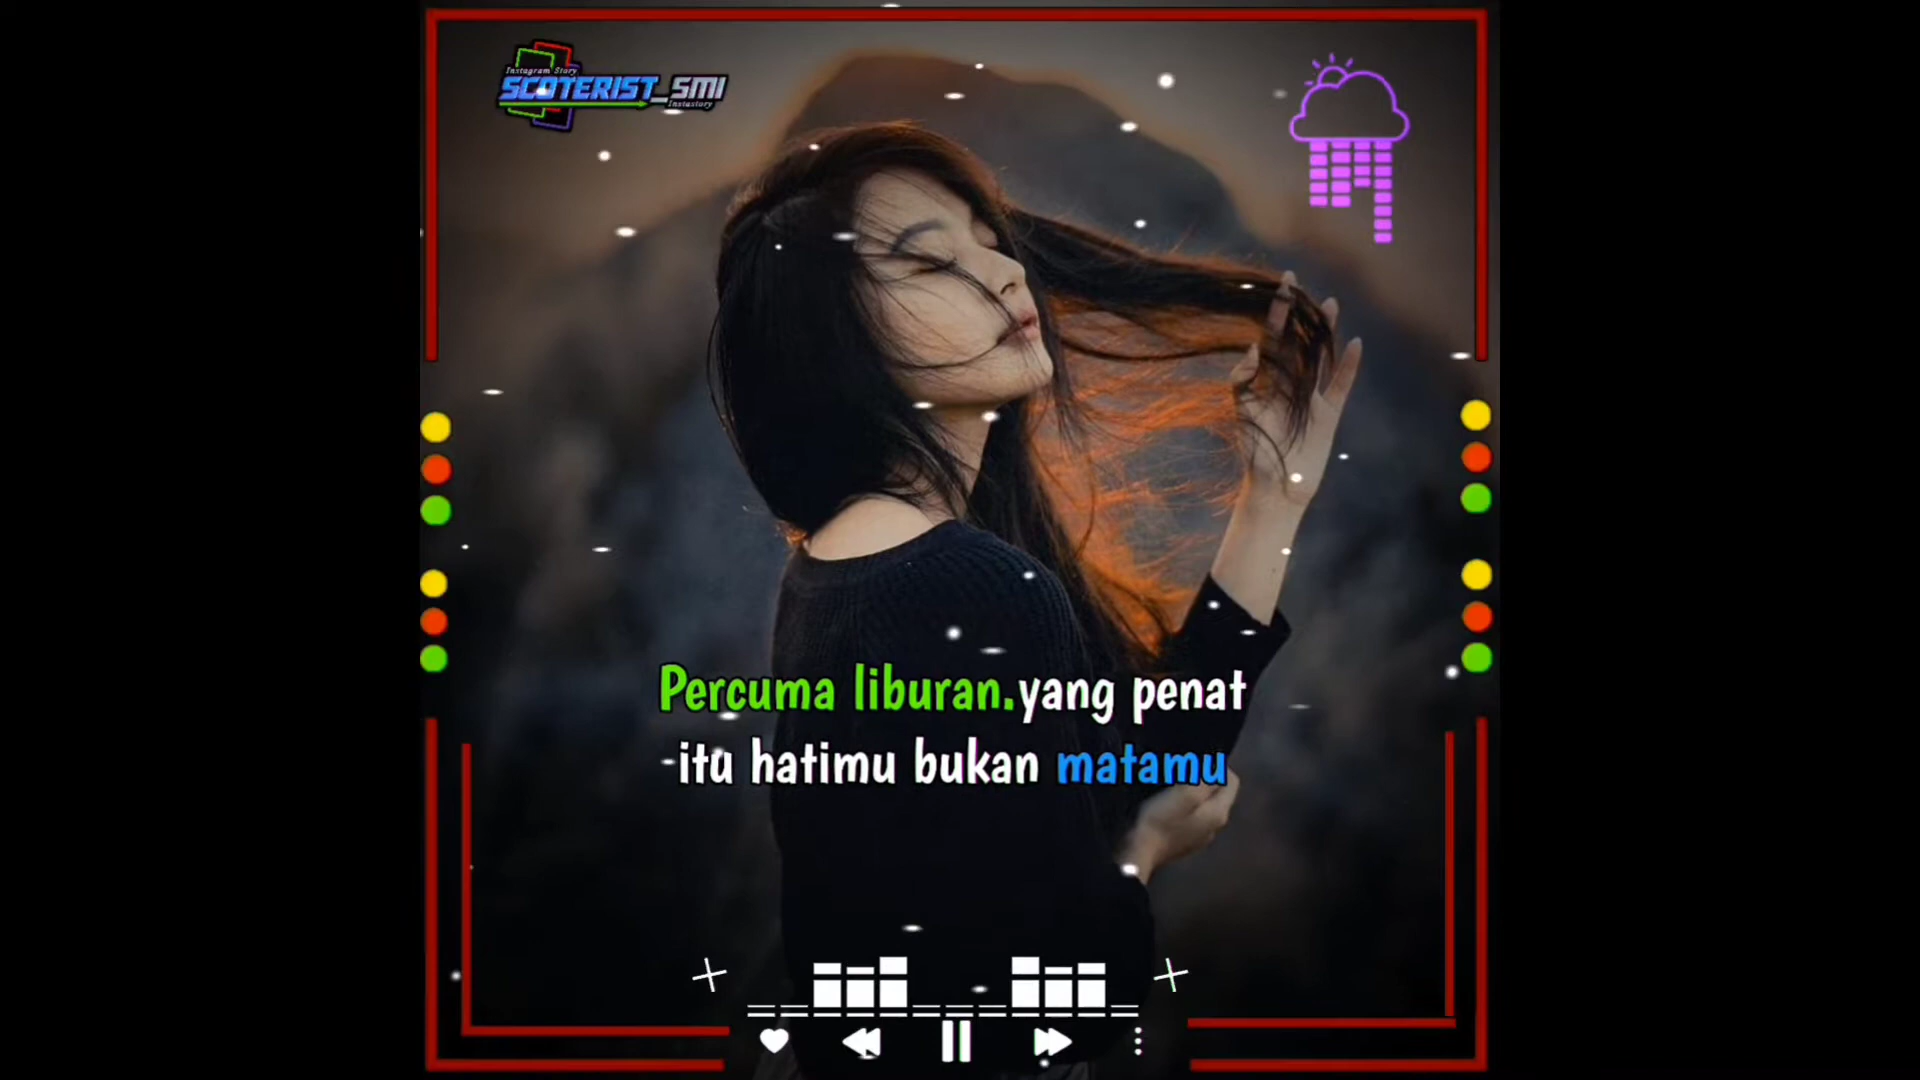 Instagram Story
SCOTERIST_SMI
Instastory
Percuma liburan.yang penat
itu hatimu bukan matamu